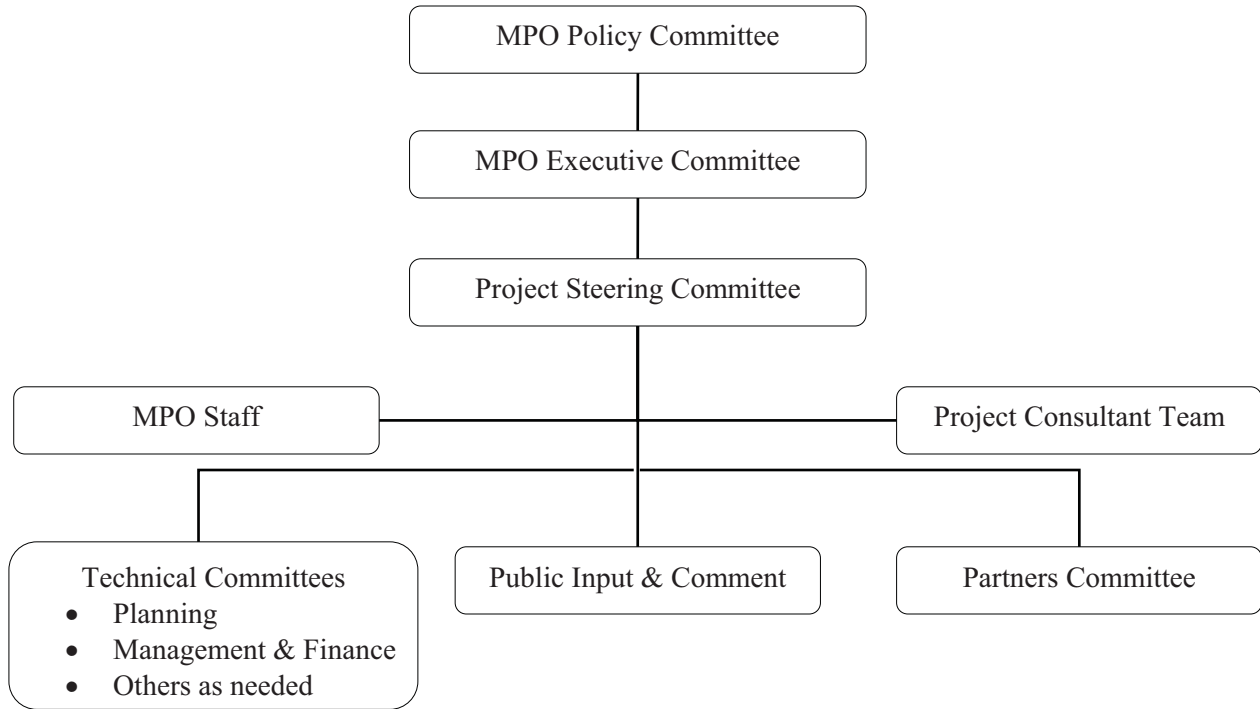 MPO Policy Committee
MPO Executive Committee
Project Steering Committee
MPO Staff
Project Consultant Team
Technical Committees
• Planning
• Management & Finance
• Others as needed
Public Input & Comment
Partners Committee